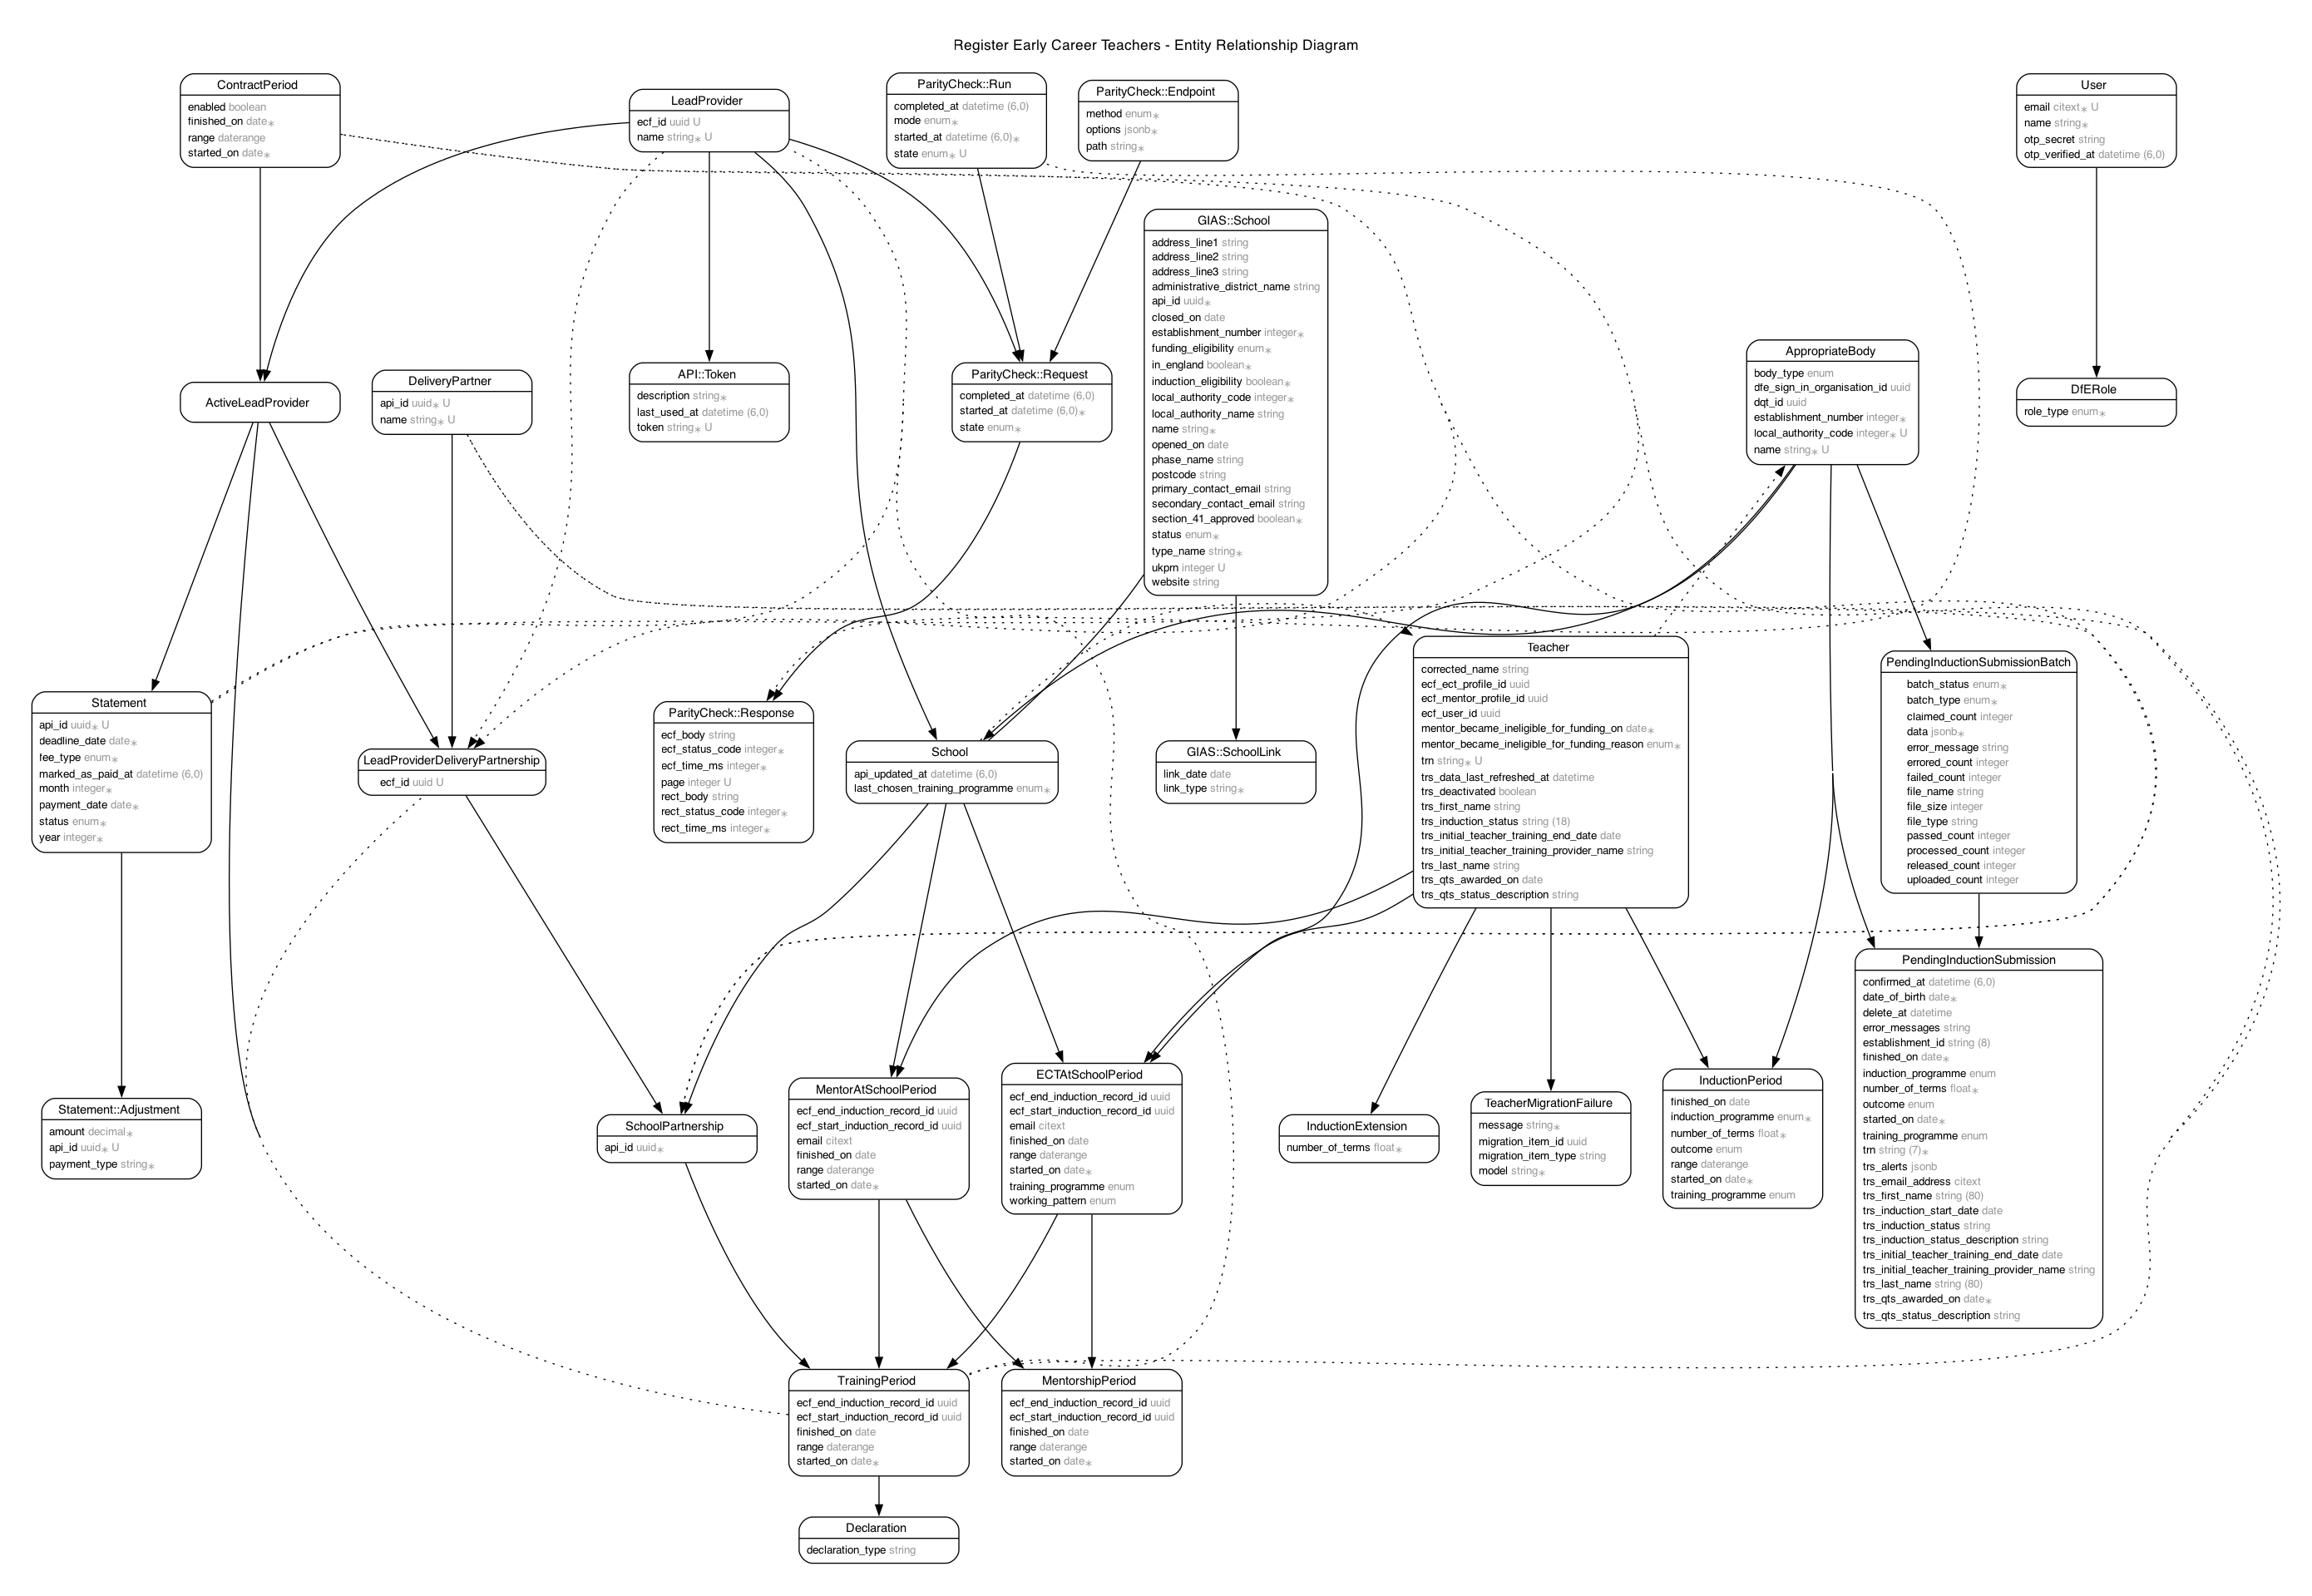 Register Early Career Teachers - Entity Relationship Diagram
ContractPeriod
enabled boolean
finished_on date*
range daterange
started_on date*
LeadProvider
ecf_id uuid U
name string* U
ParityCheck::Run
completed_at datetime (6,0)
mode enum*
started_at datetime (6,0)*
state enum* U
ParityCheck::Endpoint
method enum*
options jsonb*
path string*
User
email citext* U
name string*
otp_secret string
otp_verified_at datetime (6,0)
GIAS::School
address_line1 string
address_line2 string
address_line3 string
administrative_district_name string
api_id uuid*
closed_on date
establishment_number integer*
funding_eligibility enum*
in_england boolean*
induction_eligibility boolean*
local_authority_code integer*
local_authority_name string
name string*
opened_on date
phase_name string
postcode string
primary_contact_email string
secondary_contact_email string
section_41_approved boolean*
status enum*
type_name string*
ukprn integer U
website string
ActiveLeadProvider
DeliveryPartner
api_id uuid* U
name string* U
API::Token
description string*
last_used_at datetime (6,0)
token string* U
ParityCheck::Request
completed_at datetime (6,0)
started_at datetime (6,0)*
state enum*
AppropriateBody
body_type enum
dfe_sign_in_organisation_id uuid
dqt_id uuid
establishment_number integer*
local_authority_code integer* U
name string* U
DfERole
role_type enum*
Statement
api_id uuid* U
deadline_date date*
fee_type enum*
marked_as_paid_at datetime (6,0)
month integer*
payment_date date*
status enum*
year integer*
LeadProviderDeliveryPartnership
ecf_id uuid U
ParityCheck::Response
ecf_body string
ecf_status_code integer*
ecf_time_ms integer*
page integer U
rect_body string
rect_status_code integer*
rect_time_ms integer*
School
api_updated_at datetime (6,0)
last_chosen_training_programme enum*
GIAS::SchoolLink
link_date date
link_type string*
Teacher
corrected_name string
ecf_ect_profile_id uuid
ecf_mentor_profile_id uuid
ecf_user_id uuid
mentor_became_ineligible_for_funding_on date*
mentor_became_ineligible_for_funding_reason enum*
trn string* U
trs_data_last_refreshed_at datetime
trs_deactivated boolean
trs_first_name string
trs_induction_status string (18)
trs_initial_teacher_training_end_date date
trs_initial_teacher_training_provider_name string
trs_last_name string
trs_qts_awarded_on date
trs_qts_status_description string
PendingInductionSubmissionBatch
batch_status enum*
batch_type enum*
claimed_count integer
data jsonb*
error_message string
errored_count integer
failed_count integer
file_name string
file_size integer
file_type string
passed_count integer
processed_count integer
released_count integer
uploaded_count integer
Statement::Adjustment
amount decimal*
api_id uuid* U
payment_type string*
SchoolPartnership
api_id uuid*
MentorAtSchoolPeriod
ecf_end_induction_record_id uuid
ecf_start_induction_record_id uuid
email citext
finished_on date
range daterange
started_on date*
ECTAtSchoolPeriod
ecf_end_induction_record_id uuid
ecf_start_induction_record_id uuid
email citext
finished_on date
range daterange
started_on date*
training_programme enum
working_pattern enum
InductionExtension
number_of_terms float*
TeacherMigrationFailure
message string*
migration_item_id uuid
migration_item_type string
model string*
InductionPeriod
finished_on date
induction_programme enum*
number_of_terms float*
outcome enum
range daterange
started_on date*
training_programme enum
PendingInductionSubmission
confirmed_at datetime (6,0)
date_of_birth date*
delete_at datetime
error_messages string
establishment_id string (8)
finished_on date*
induction_programme enum
number_of_terms float*
outcome enum
started_on date*
training_programme enum
trn string (7)*
trs_alerts jsonb
trs_email_address citext
trs_first_name string (80)
trs_induction_start_date date
trs_induction_status string
trs_induction_status_description string
trs_initial_teacher_training_end_date date
trs_initial_teacher_training_provider_name string
trs_last_name string (80)
trs_qts_awarded_on date*
trs_qts_status_description string
TrainingPeriod
ecf_end_induction_record_id uuid
ecf_start_induction_record_id uuid
finished_on date
range daterange
started_on date*
MentorshipPeriod
ecf_end_induction_record_id uuid
ecf_start_induction_record_id uuid
finished_on date
range daterange
started_on date*
Declaration
declaration_type string